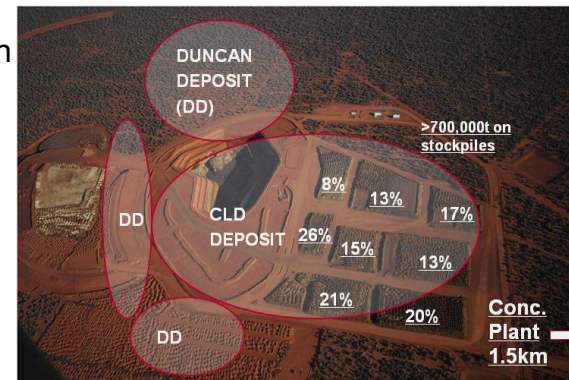 n
DUNCAN
DEPOSIT
(DD)
>700,000t on
stockpiles
8%
13%
17%
DD
CLD
DEPOSIT
26%
15%
13%
21%
20%
DD
Conc.
Plant
1.5km